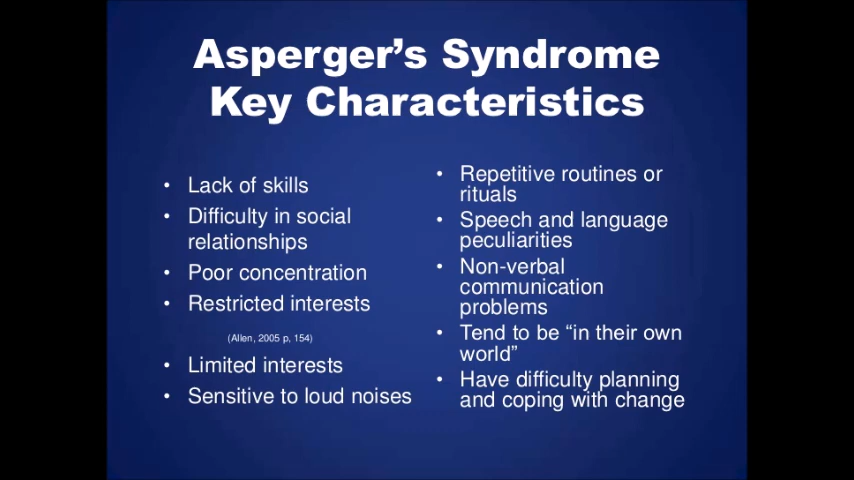 Asperger’s Syndrome
Key Characteristics
• Lack of skills
• Difficulty in social
relationships
• Poor concentration
• Restricted interests
(Allen, 2005 p, 154)
• Limited interests
• Sensitive to loud noises
• Repetitive routines or
rituals
• Speech and language
peculiarities
• Non-verbal
communication
problems
• Tend to be “in their own
world”
• Have difficulty planning
and coping with change